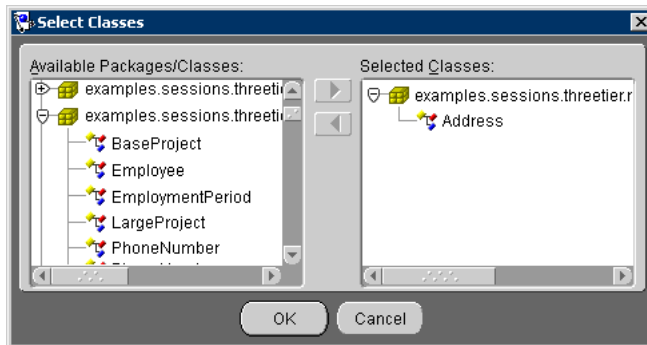 Select Classes
Available Packages/Classes:
examples.sessions.threeti
examples.sessions.threeti
BaseProject
Employee
EmploymentPeriod
LargeProject
PhoneNumber
Selected Classes:
examples.sessions.threetier.r
Address
OK
Cancel